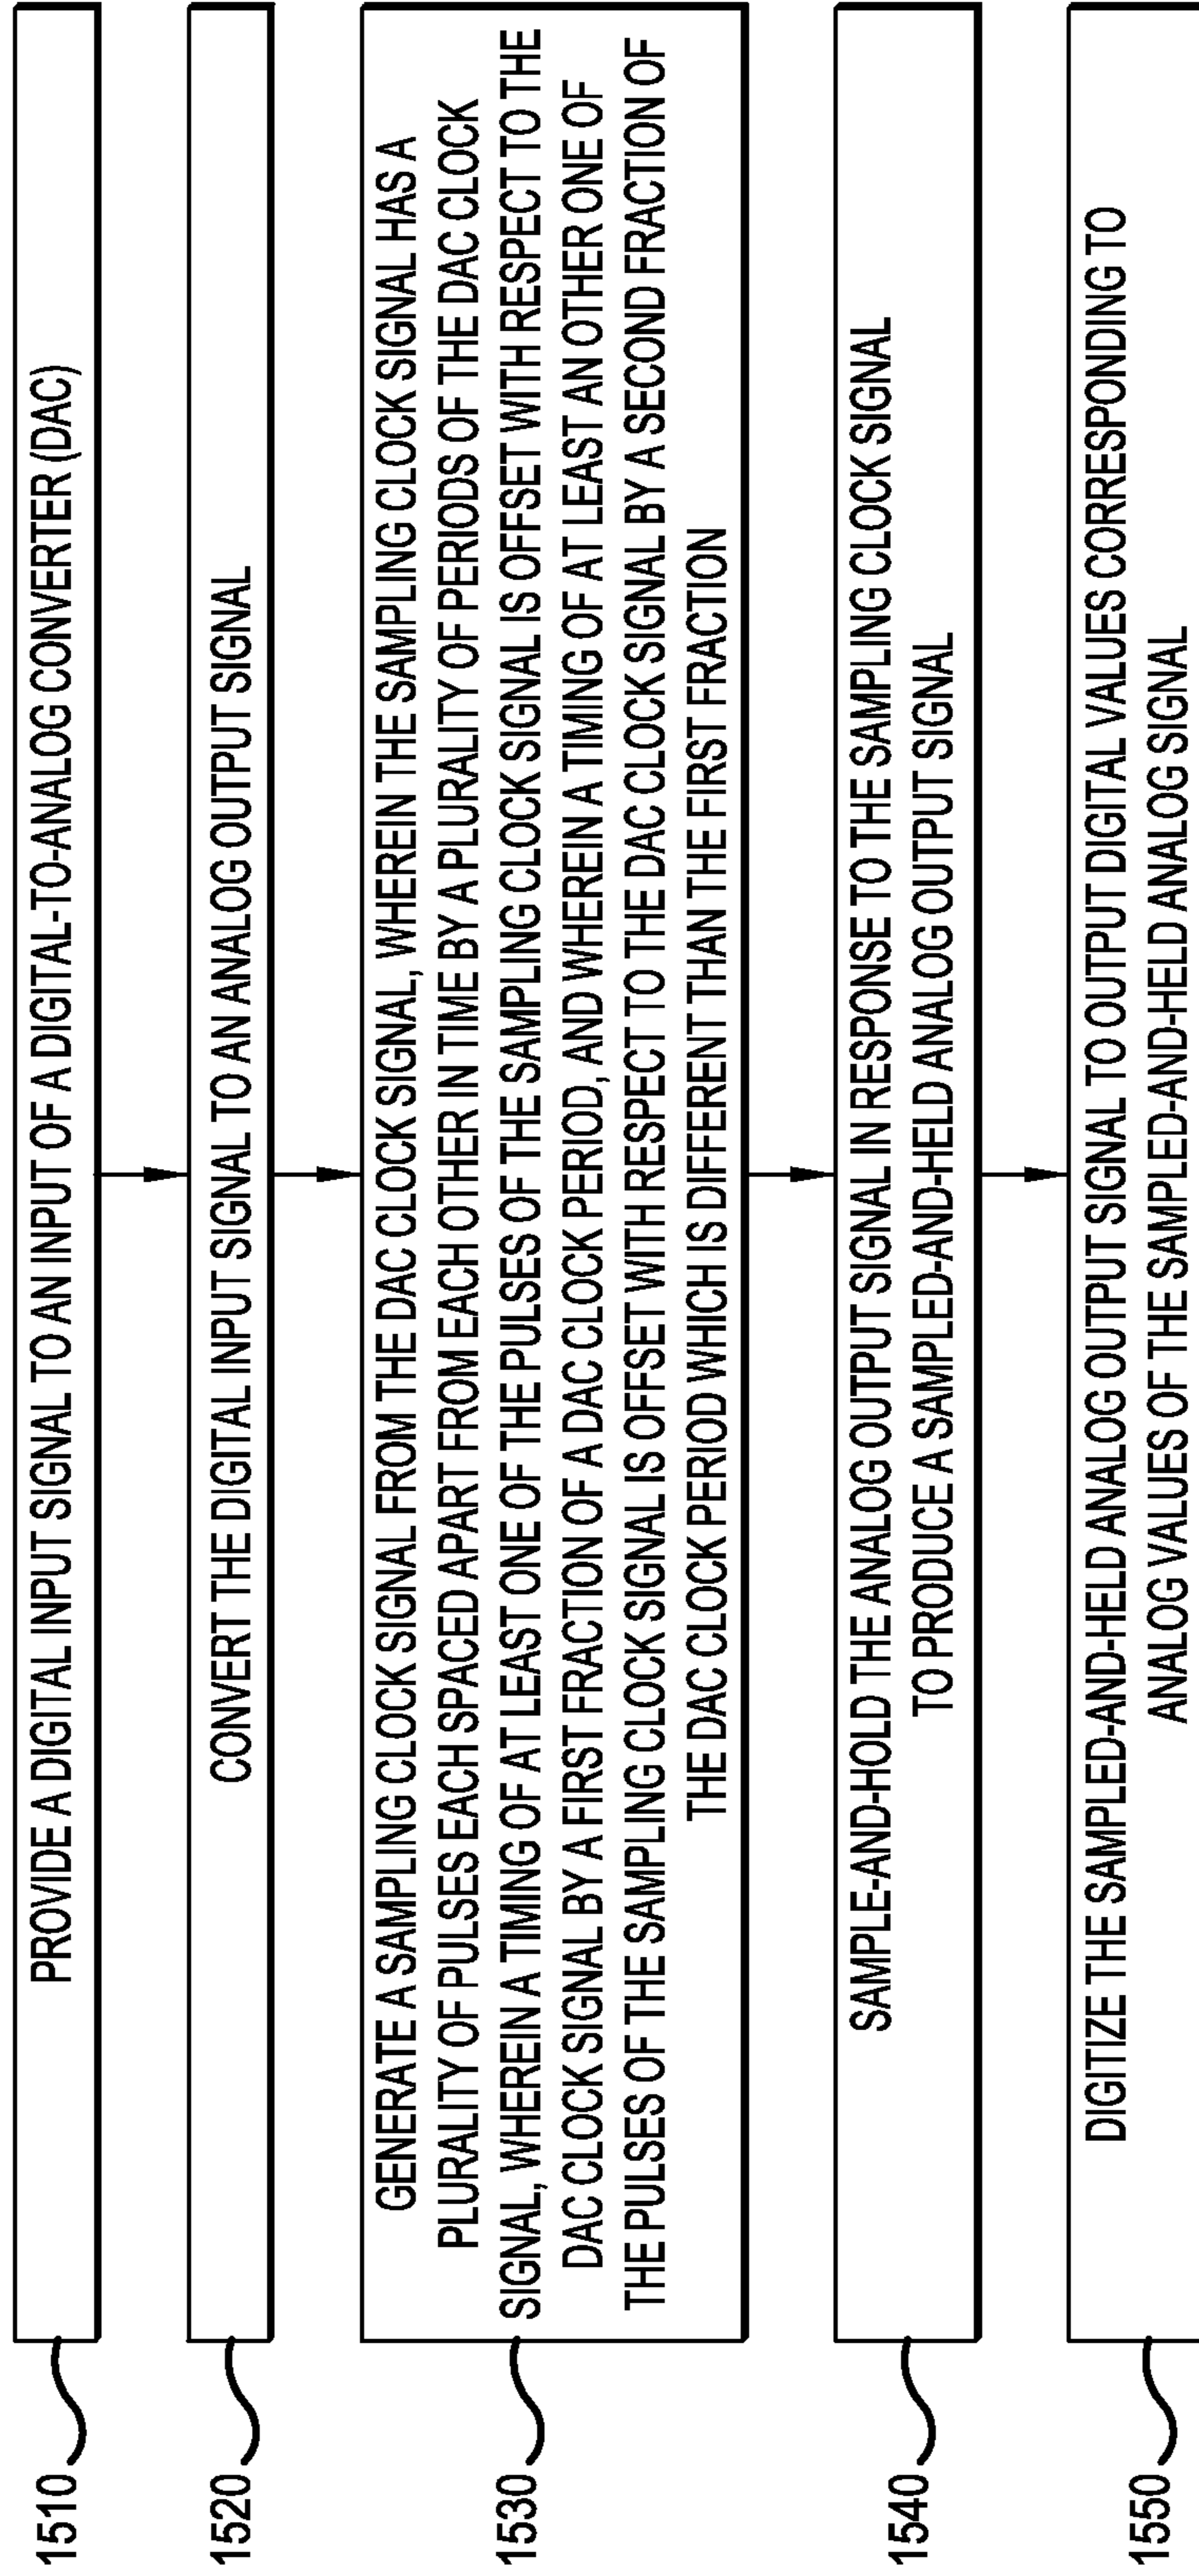 1510
PROVIDE A DIGITAL INPUT SIGNAL TO AN INPUT OF A DIGITAL-TO-ANALOG CONVERTER (DAC)
1520
CONVERT THE DIGITAL INPUT SIGNAL TO AN ANALOG OUTPUT SIGNAL
1530
GENERATE A SAMPLING CLOCK SIGNAL FROM THE DAC CLOCK SIGNAL, WHEREIN THE SAMPLING CLOCK SIGNAL HAS A
PLURALITY OF PULSES EACH SPACED APART FROM EACH OTHER IN TIME BY A PLURALITY OF PERIODS OF THE DAC CLOCK
SIGNAL, WHEREIN A TIMING OF AT LEAST ONE OF THE PULSES OF THE SAMPLING CLOCK SIGNAL IS OFFSET WITH RESPECT TO THE
DAC CLOCK SIGNAL BY A FIRST FRACTION OF A DAC CLOCK PERIOD, AND WHEREIN A TIMING OF AT LEAST AN OTHER ONE OF
THE PULSES OF THE SAMPLING CLOCK SIGNAL IS OFFSET WITH RESPECT TO THE DAC CLOCK SIGNAL BY A SECOND FRACTION OF
THE DAC CLOCK PERIOD WHICH IS DIFFERENT THAN THE FIRST FRACTION
1540
SAMPLE-AND-HOLD THE ANALOG OUTPUT SIGNAL IN RESPONSE TO THE SAMPLING CLOCK SIGNAL
TO PRODUCE A SAMPLED-AND-HELD ANALOG OUTPUT SIGNAL
1550
DIGITIZE THE SAMPLED-AND-HELD ANALOG OUTPUT SIGNAL TO OUTPUT DIGITAL VALUES CORRESPONDING TO
ANALOG VALUES OF THE SAMPLED-AND-HELD ANALOG SIGNAL